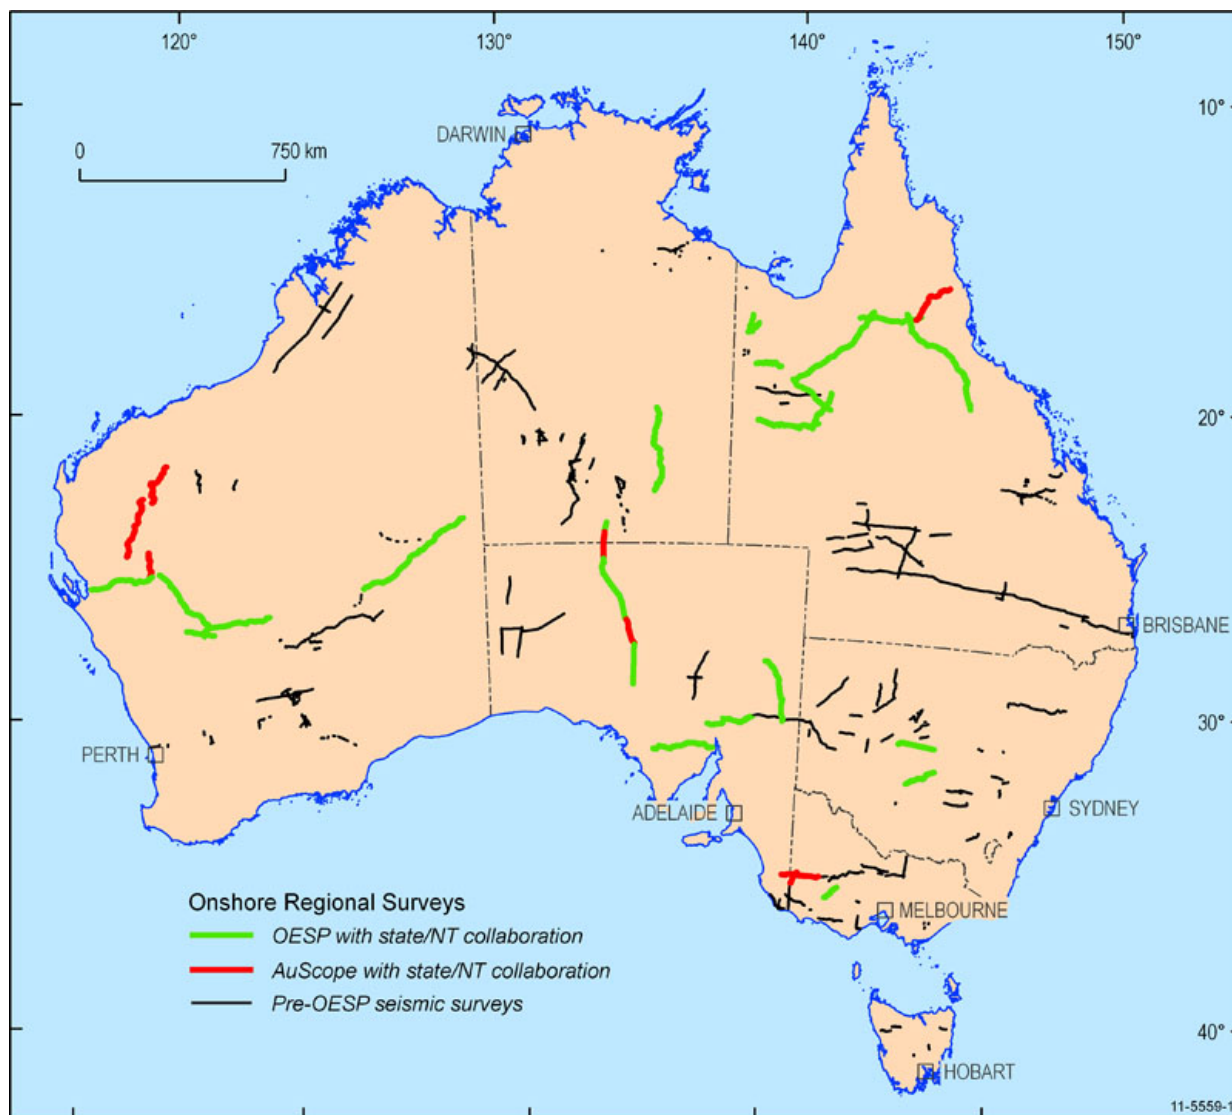 120°
130°
140°
150°
10°
DARWIN
0
750 km
20°
BRISBANE
30°
PERTH
ADELAIDE
SYDNEY
Onshore Regional Surveys
OESP with state/NT collaboration
MELBOURNE
AuScope with state/NT collaboration
Pre-OESP seismic surveys
40°
HOBART
11-5559-1